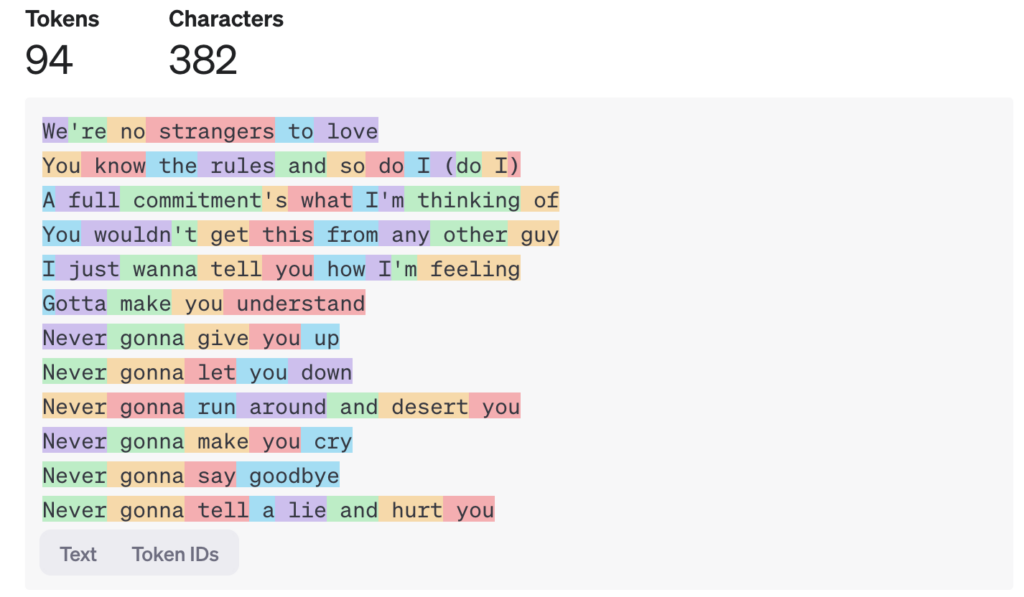 Tokens Characters
94 382
We're no strangers to love
You know the rules and so do I (do I)
A full commitment's what I'm thinking of
You wouldn't get this from any other guy
I just wanna tell you how I'm feeling
Gotta make you understand
Never gonna give you up
Never gonna let you down
Never gonna run around and desert you
Never gonna make you cry
Never gonna say goodbye
Never gonna tell a lie and hurt you
Text Token IDs